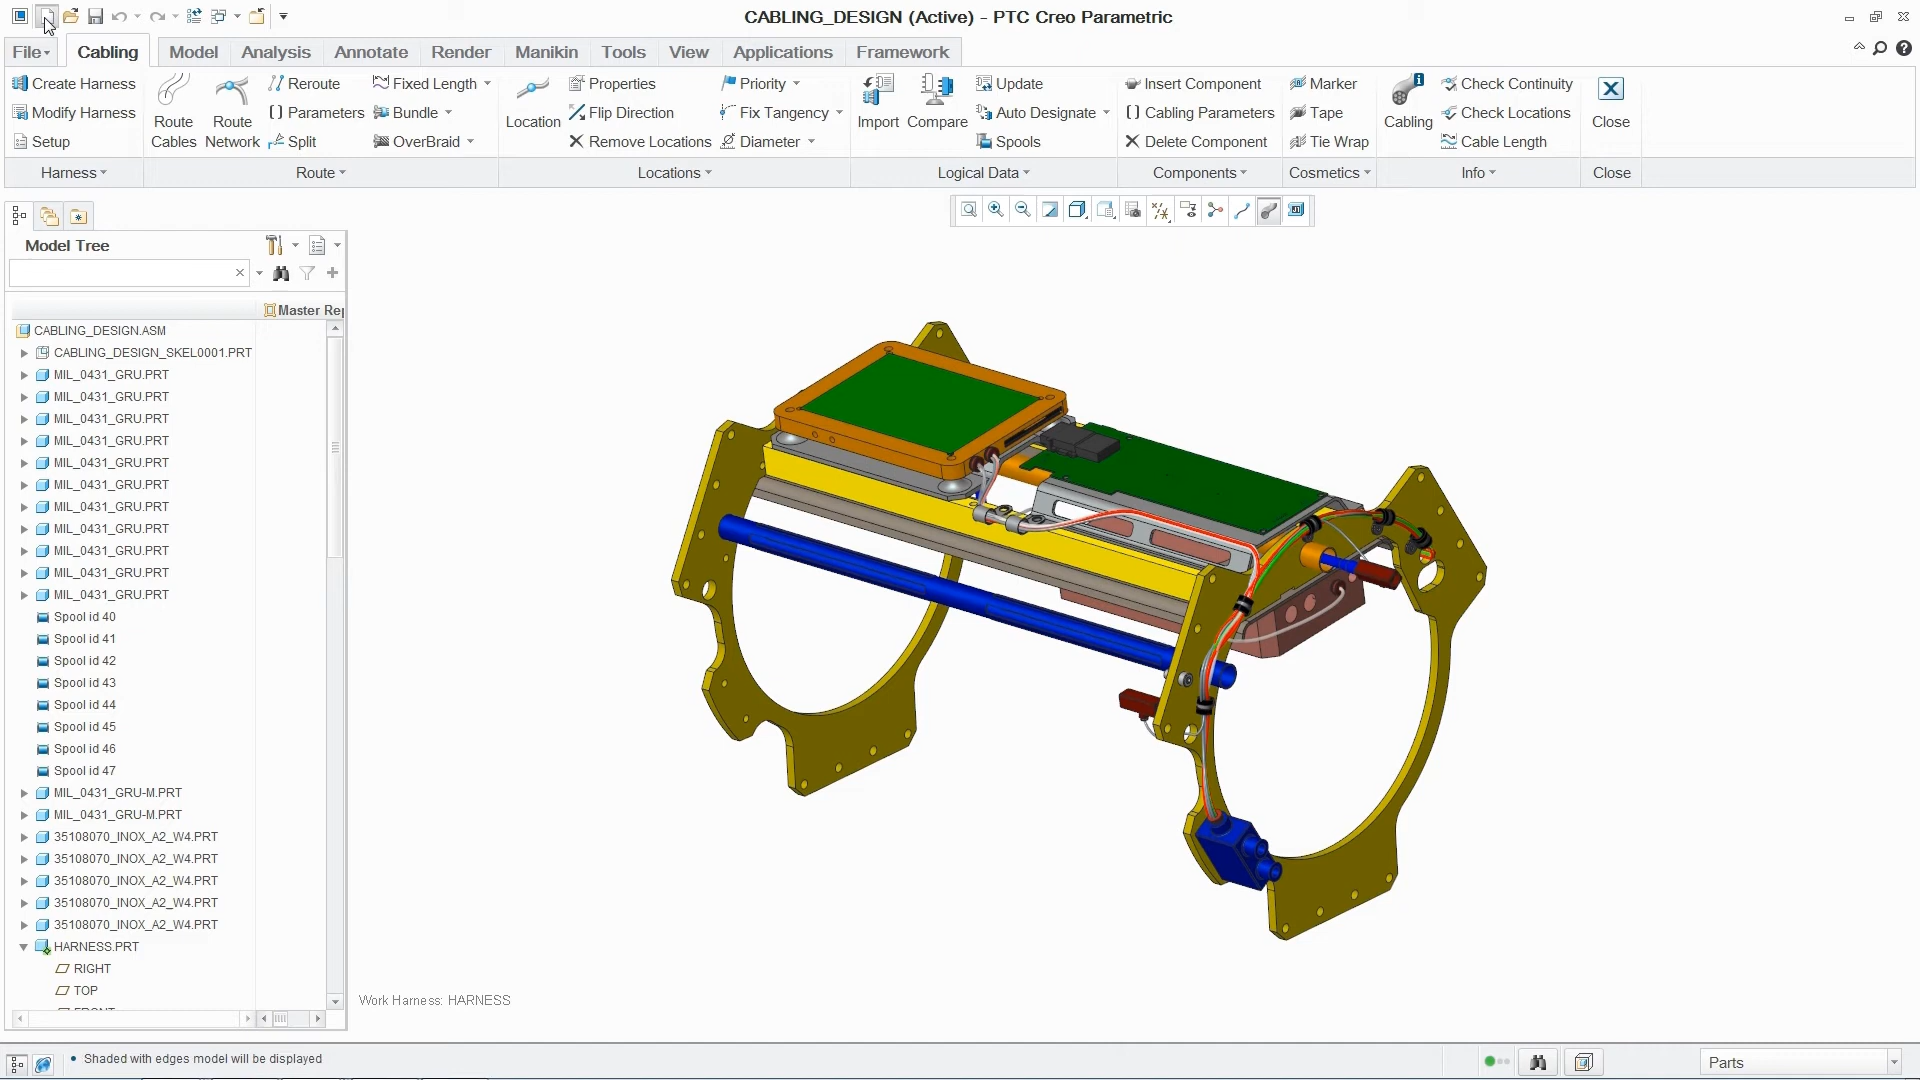 CABLING_DESIGN (Active) - PTC Creo Parametric
File Cabling Model Analysis Annotate Render Manikin Tools View Applications Framework
Create Harness
Modify Harness
Setup
Harness
Route Cables
Route Network
Reroute
Parameters
Split
Fixed Length
Bundle
OverBraid
Route
Location
Properties
Flip Direction
Remove Locations
Priority
Fix Tangency
Diameter
Locations
Import
Compare
Update
Auto Designate
Spools
Logical Data
Insert Component
Cabling Parameters
Delete Component
Components
Marker
Tape
Tie Wrap
Cosmetics
Cabling
Check Continuity
Check Locations
Cable Length
Info
Close
Close
Model Tree
Master Re
CABLING_DESIGN.ASM
CABLING_DESIGN_SKEL0001.PRT
MIL_0431_GRU.PRT
MIL_0431_GRU.PRT
MIL_0431_GRU.PRT
MIL_0431_GRU.PRT
MIL_0431_GRU.PRT
MIL_0431_GRU.PRT
MIL_0431_GRU.PRT
MIL_0431_GRU.PRT
MIL_0431_GRU.PRT
MIL_0431_GRU.PRT
MIL_0431_GRU.PRT
Spool id 40
Spool id 41
Spool id 42
Spool id 43
Spool id 44
Spool id 45
Spool id 46
Spool id 47
MIL_0431_GRU-M.PRT
MIL_0431_GRU-M.PRT
35108070_INOX_A2_W4.PRT
35108070_INOX_A2_W4.PRT
35108070_INOX_A2_W4.PRT
35108070_INOX_A2_W4.PRT
35108070_INOX_A2_W4.PRT
HARNESS.PRT
RIGHT
TOP
Work Harness: HARNESS
Shaded with edges model will be displayed
Parts